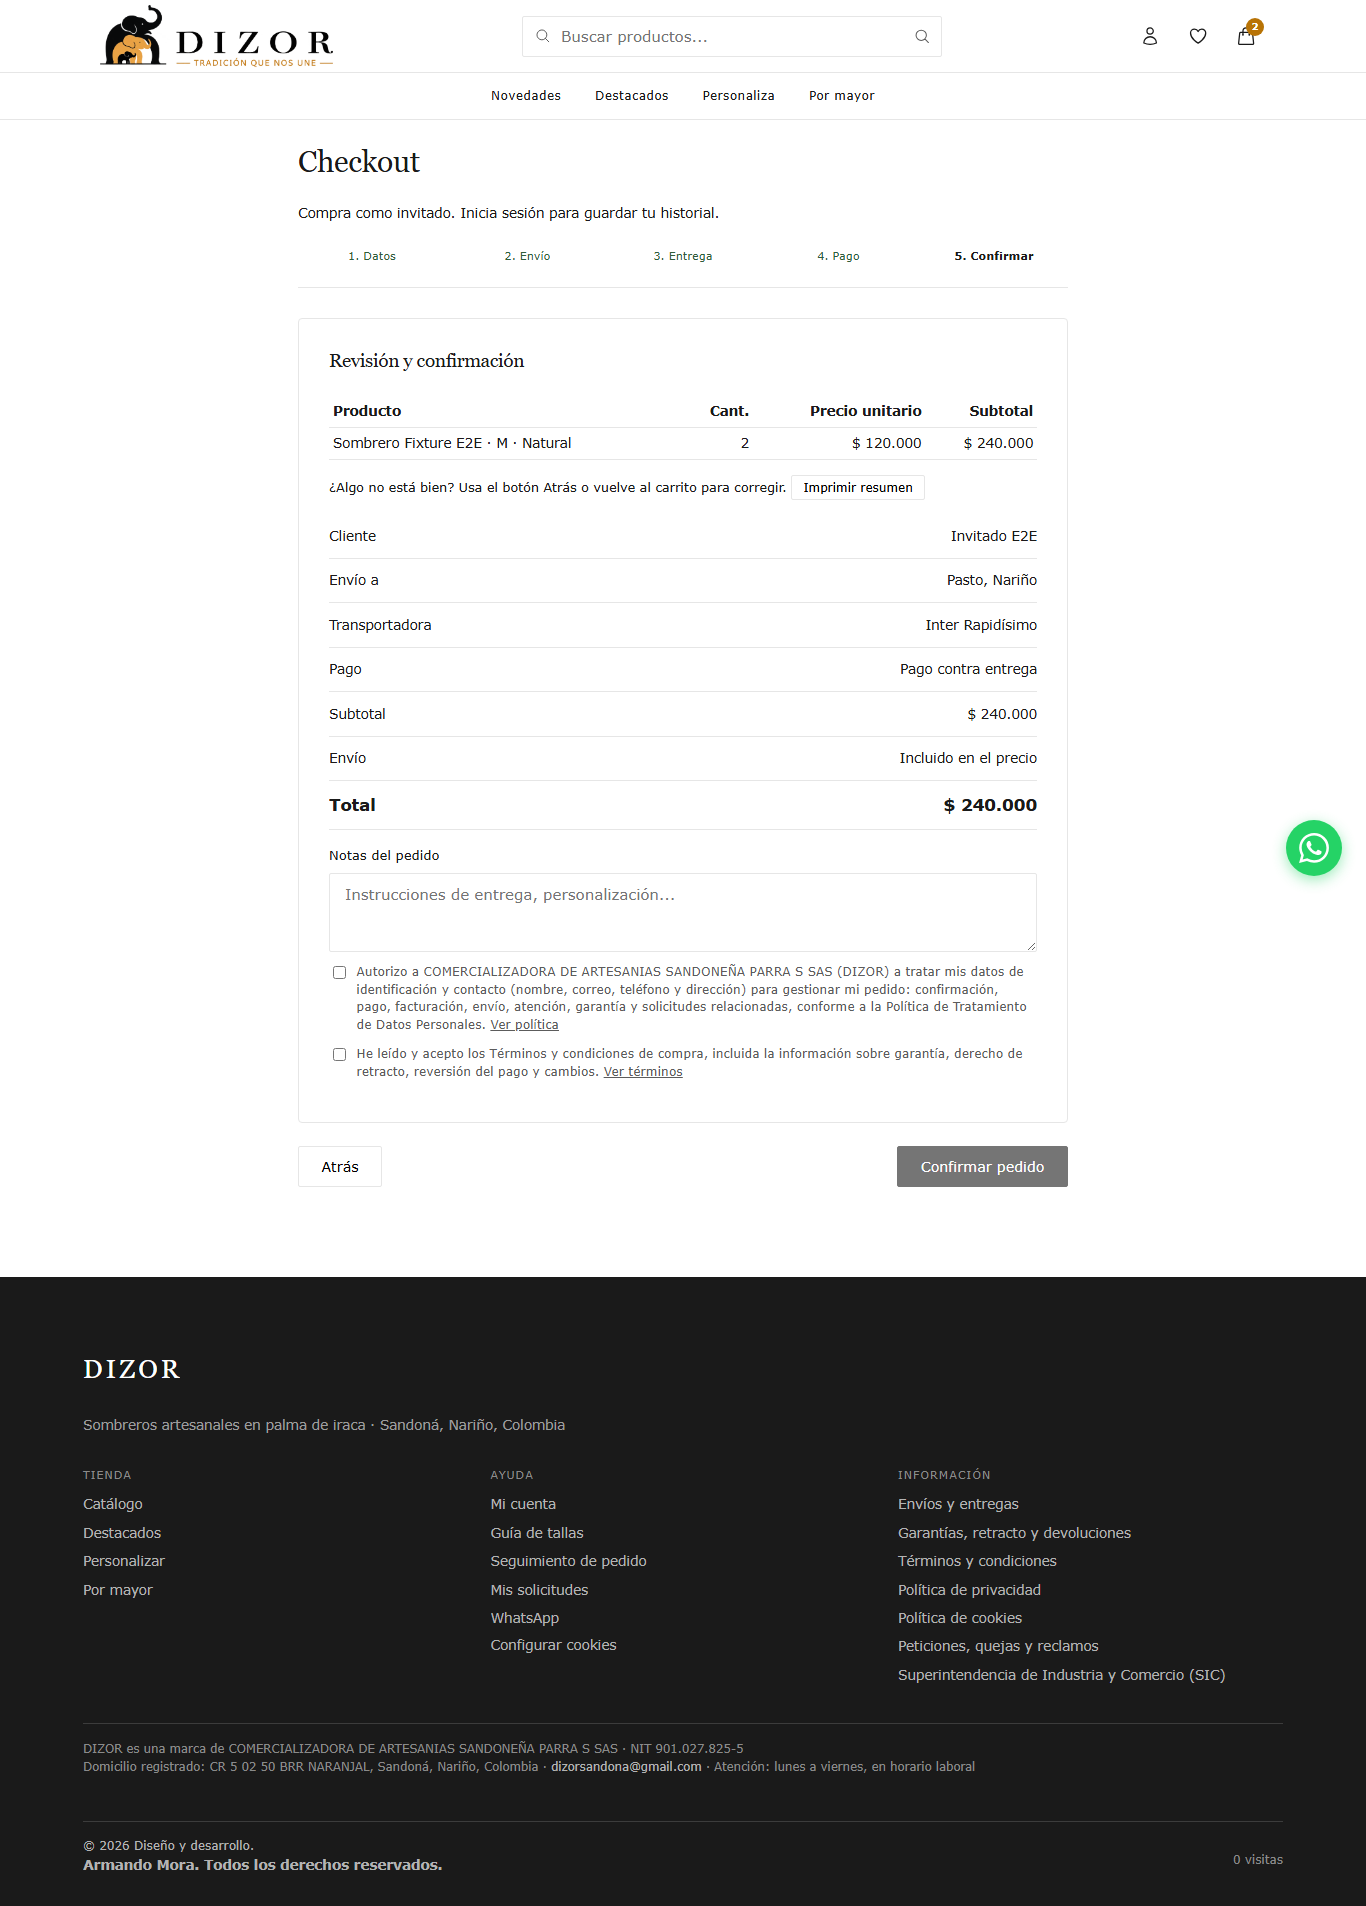 DIZOR
TRADICIÓN QUE NOS UNE
Buscar productos...
2
Novedades
Destacados
Personaliza
Por mayor
Checkout
Compra como invitado. Inicia sesión para guardar tu historial.
1. Datos
2. Envío
3. Entrega
4. Pago
5. Confirmar
Revisión y confirmación
Producto Cant. Precio unitario Subtotal
Sombrero Fixture E2E · M · Natural 2 $ 120.000 $ 240.000
¿Algo no está bien? Usa el botón Atrás o vuelve al carrito para corregir. Imprimir resumen
Cliente Invitado E2E
Envío a Pasto, Nariño
Transportadora Inter Rapidísimo
Pago Pago contra entrega
Subtotal $ 240.000
Envío Incluido en el precio
Total $ 240.000
Notas del pedido
Instrucciones de entrega, personalización...
Autorizo a COMERCIALIZADORA DE ARTESANIAS SANDONEÑA PARRA S SAS (DIZOR) a tratar mis datos de
identificación y contacto (nombre, correo, teléfono y dirección) para gestionar mi pedido: confirmación,
pago, facturación, envío, atención, garantía y solicitudes relacionadas, conforme a la Política de Tratamiento
de Datos Personales. Ver política
He leído y acepto los Términos y condiciones de compra, incluida la información sobre garantía, derecho de
retracto, reversión del pago y cambios. Ver términos
Atrás
Confirmar pedido
DIZOR
Sombreros artesanales en palma de iraca · Sandoná, Nariño, Colombia
TIENDA
Catálogo
Destacados
Personalizar
Por mayor
AYUDA
Mi cuenta
Guía de tallas
Seguimiento de pedido
Mis solicitudes
WhatsApp
Configurar cookies
INFORMACIÓN
Envíos y entregas
Garantías, retracto y devoluciones
Términos y condiciones
Política de privacidad
Política de cookies
Peticiones, quejas y reclamos
Superintendencia de Industria y Comercio (SIC)
DIZOR es una marca de COMERCIALIZADORA DE ARTESANIAS SANDONEÑA PARRA S SAS · NIT 901.027.825-5
Domicilio registrado: CR 5 02 50 BRR NARANJAL, Sandoná, Nariño, Colombia · dizorsandona@gmail.com · Atención: lunes a viernes, en horario laboral
© 2026 Diseño y desarrollo.
Armando Mora. Todos los derechos reservados.
0 visitas